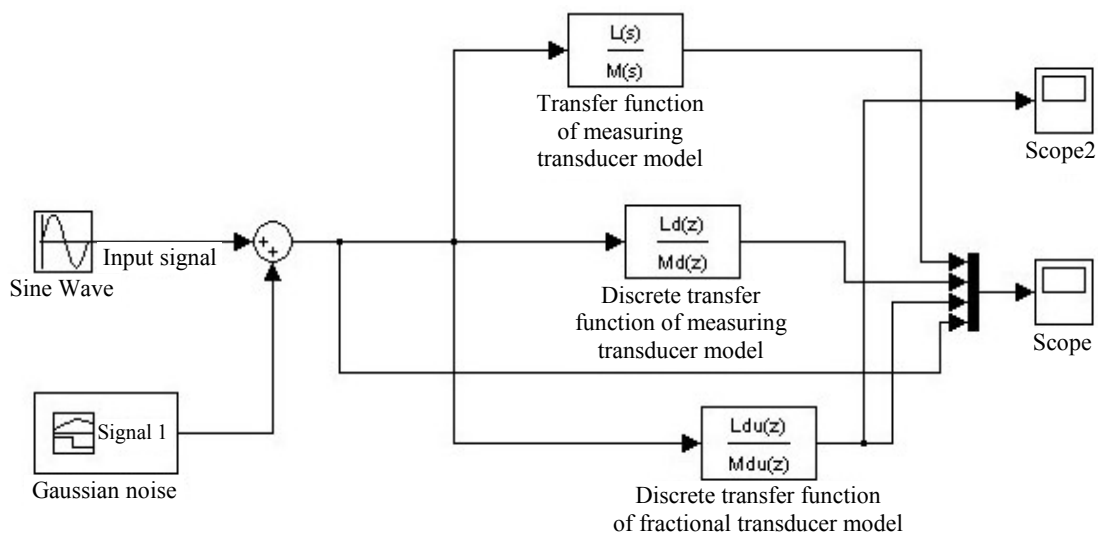 L(s)
M(s)
Transfer function
of measuring
transducer model
Scope2
Input signal
+
+
Sine Wave
Ld(z)
Md(z)
Discrete transfer
function of measuring
transducer model
Scope
Signal 1
Gaussian noise
Ldu(z)
Mdu(z)
Discrete transfer function
of fractional transducer model